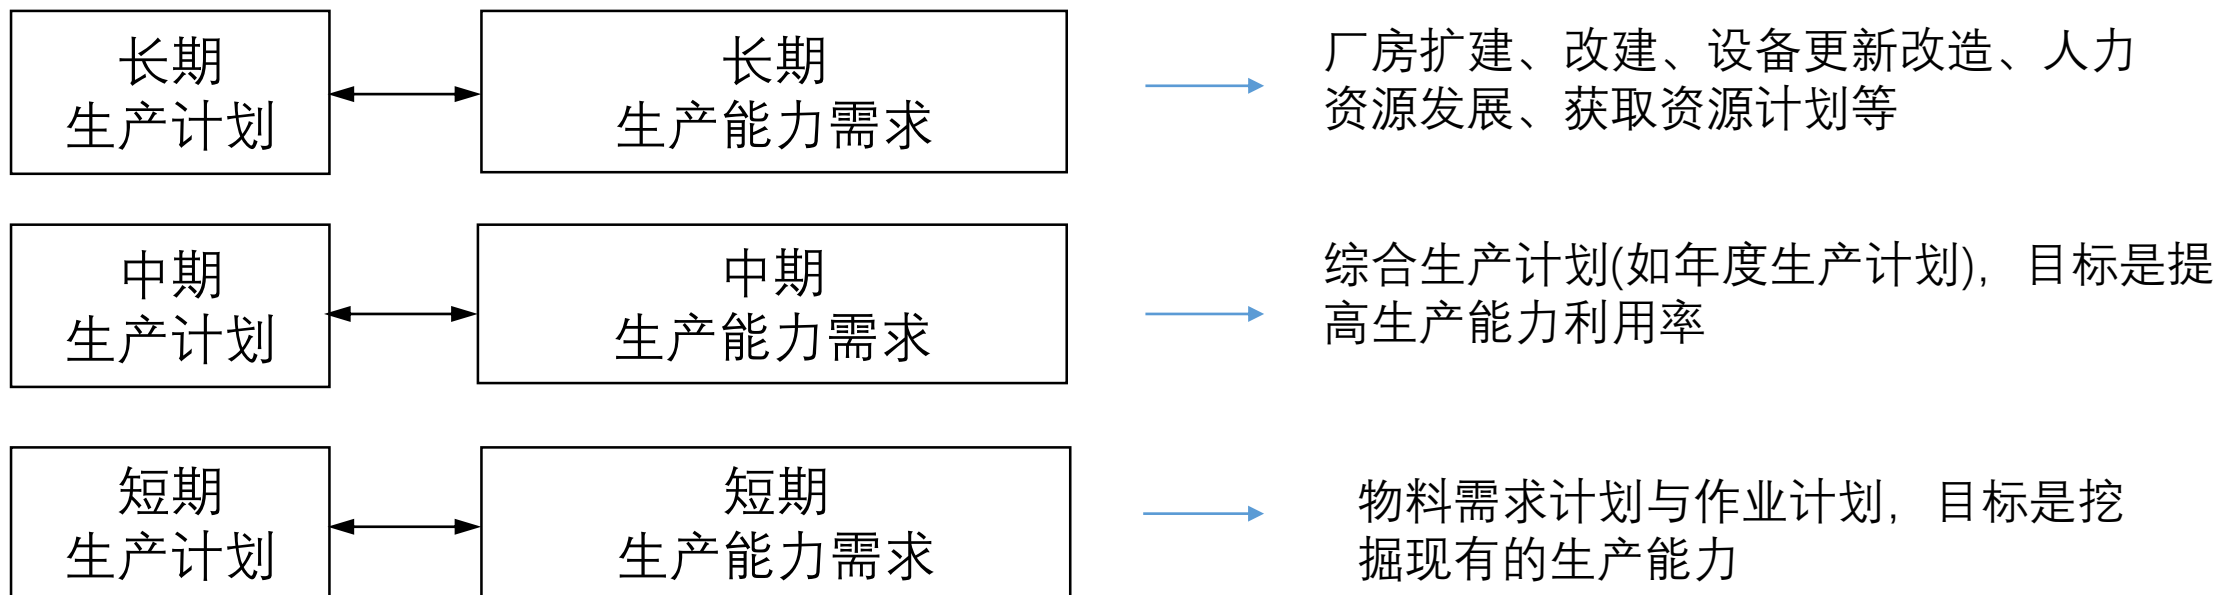 长期
生产计划
长期
生产能力需求
厂房扩建、改建、设备更新改造、人力
资源发展、获取资源计划等
中期
生产计划
中期
生产能力需求
综合生产计划(如年度生产计划)，目标是提
高生产能力利用率
短期
生产计划
短期
生产能力需求
物料需求计划与作业计划，目标是挖
掘现有的生产能力